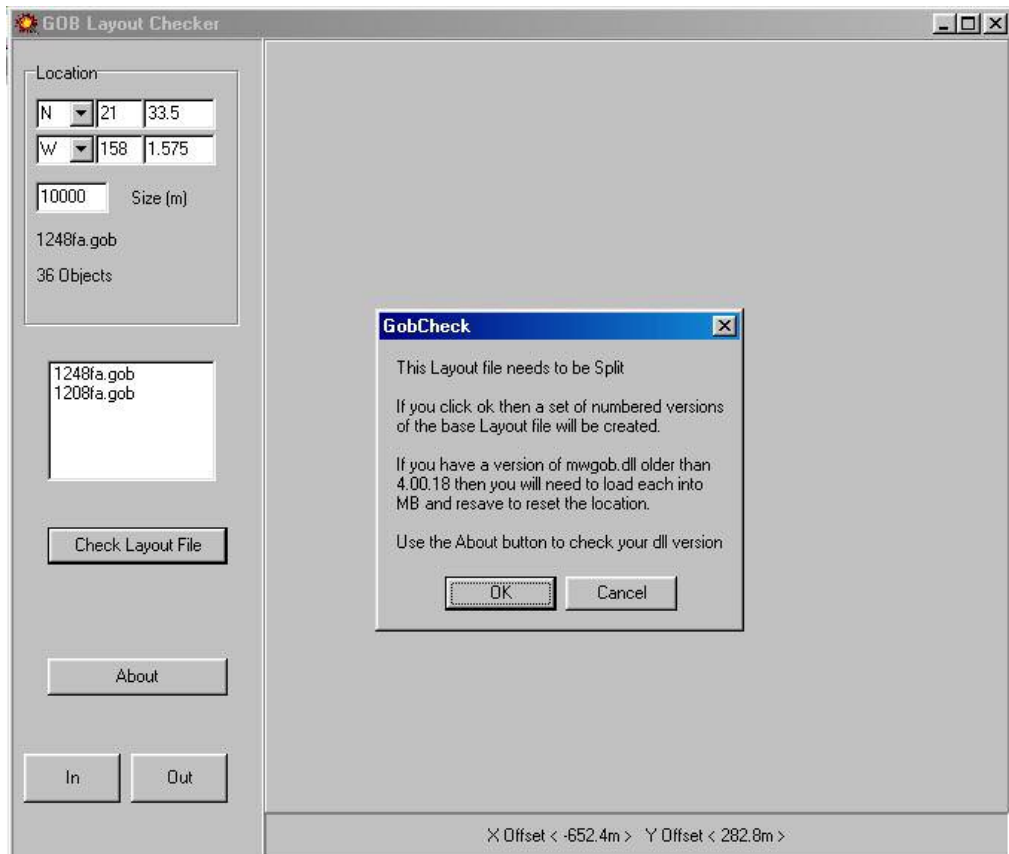 GOB Layout Checker
Location
N 21 33.5
W 158 1.575
10000 Size (m)
1248fa.gob
36 Objects
1248fa.gob
1208fa.gob
Check Layout File
About
In Out
GobCheck
This Layout file needs to be Split
If you click ok then a set of numbered versions
of the base Layout file will be created.
If you have a version of mwgob.dll older than
4.00.18 then you will need to load each into
MB and resave to reset the location.
Use the About button to check your dll version
OK Cancel
X Offset < -652.4m > Y Offset < 282.8m >